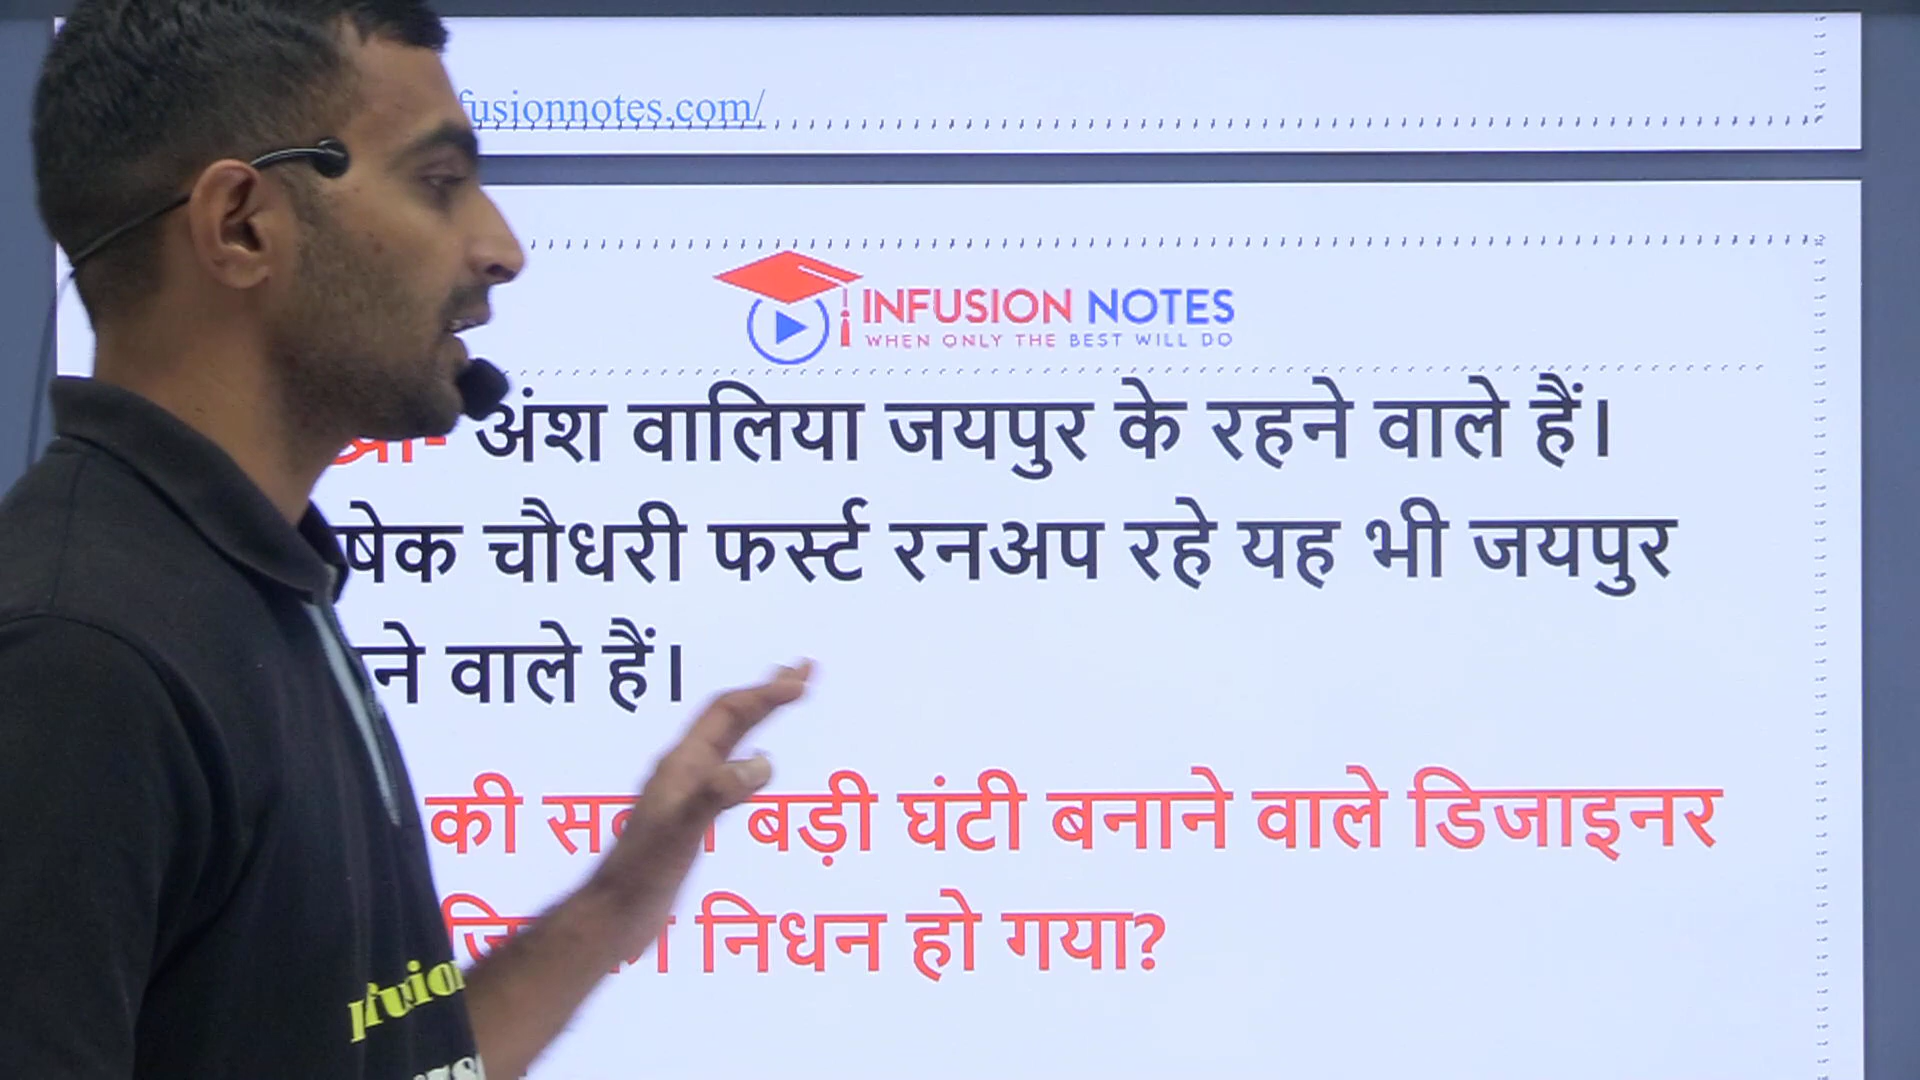 fusionnotes.com/
INFUSION NOTES
WHEN ONLY THE BEST WILL DO
अंश वालिया जयपुर के रहने वाले हैं।
चौधरी फर्स्ट रनअप रहे यह भी जयपुर
वाले हैं।
की बड़ी घंटी बनाने वाले डिजाइनर
निधन हो गया?